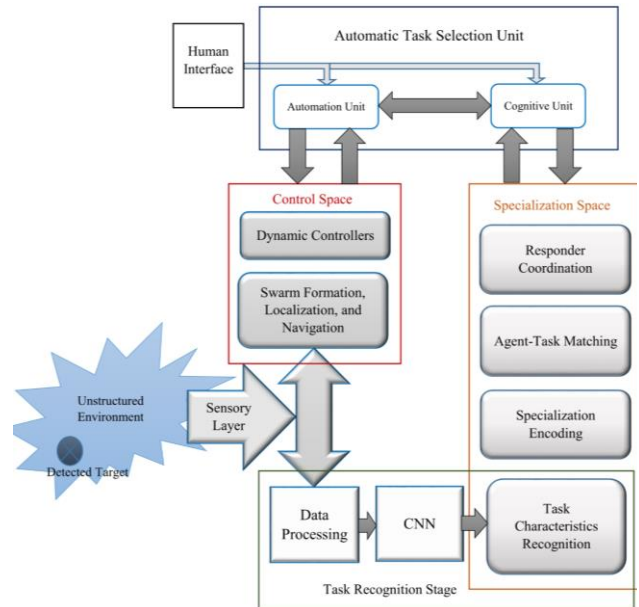 Automatic Task Selection Unit
Human
Interface
Automation Unit
Cognitive Unit
Control Space
Dynamic Controllers
Swarm Formation,
Localization, and
Navigation
Specialization Space
Responder
Coordination
Agent-Task Matching
Specialization
Encoding
Unstructured
Environment
Detected Target
Sensory
Layer
Data
Processing
CNN
Task
Characteristics
Recognition
Task Recognition Stage